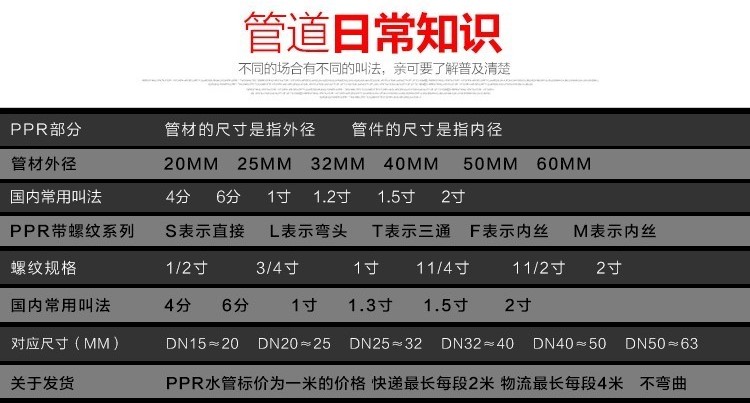 管道日常知识
不同的场合有不同的叫法，亲可要了解普及清楚
PPR部分 管材的尺寸是指外径 管件的尺寸是指内径
管材外径 20MM 25MM 32MM 40MM 50MM 60MM
国内常用叫法 4分 6分 1寸 1.2寸 1.5寸 2寸
PPR带螺纹系列 S表示直接 L表示弯头 T表示三通 F表示内丝 M表示内丝
螺纹规格 1/2寸 3/4寸 1寸 11/4寸 11/2寸 2寸
国内常用叫法 4分 6分 1寸 1.3寸 1.5寸 2寸
对应尺寸（MM） DN15≈20 DN20≈25 DN25≈32 DN32≈40 DN40≈50 DN50≈63
关于发货 PPR水管标价为一米的价格 快递最长每段2米 物流最长每段4米 不弯曲